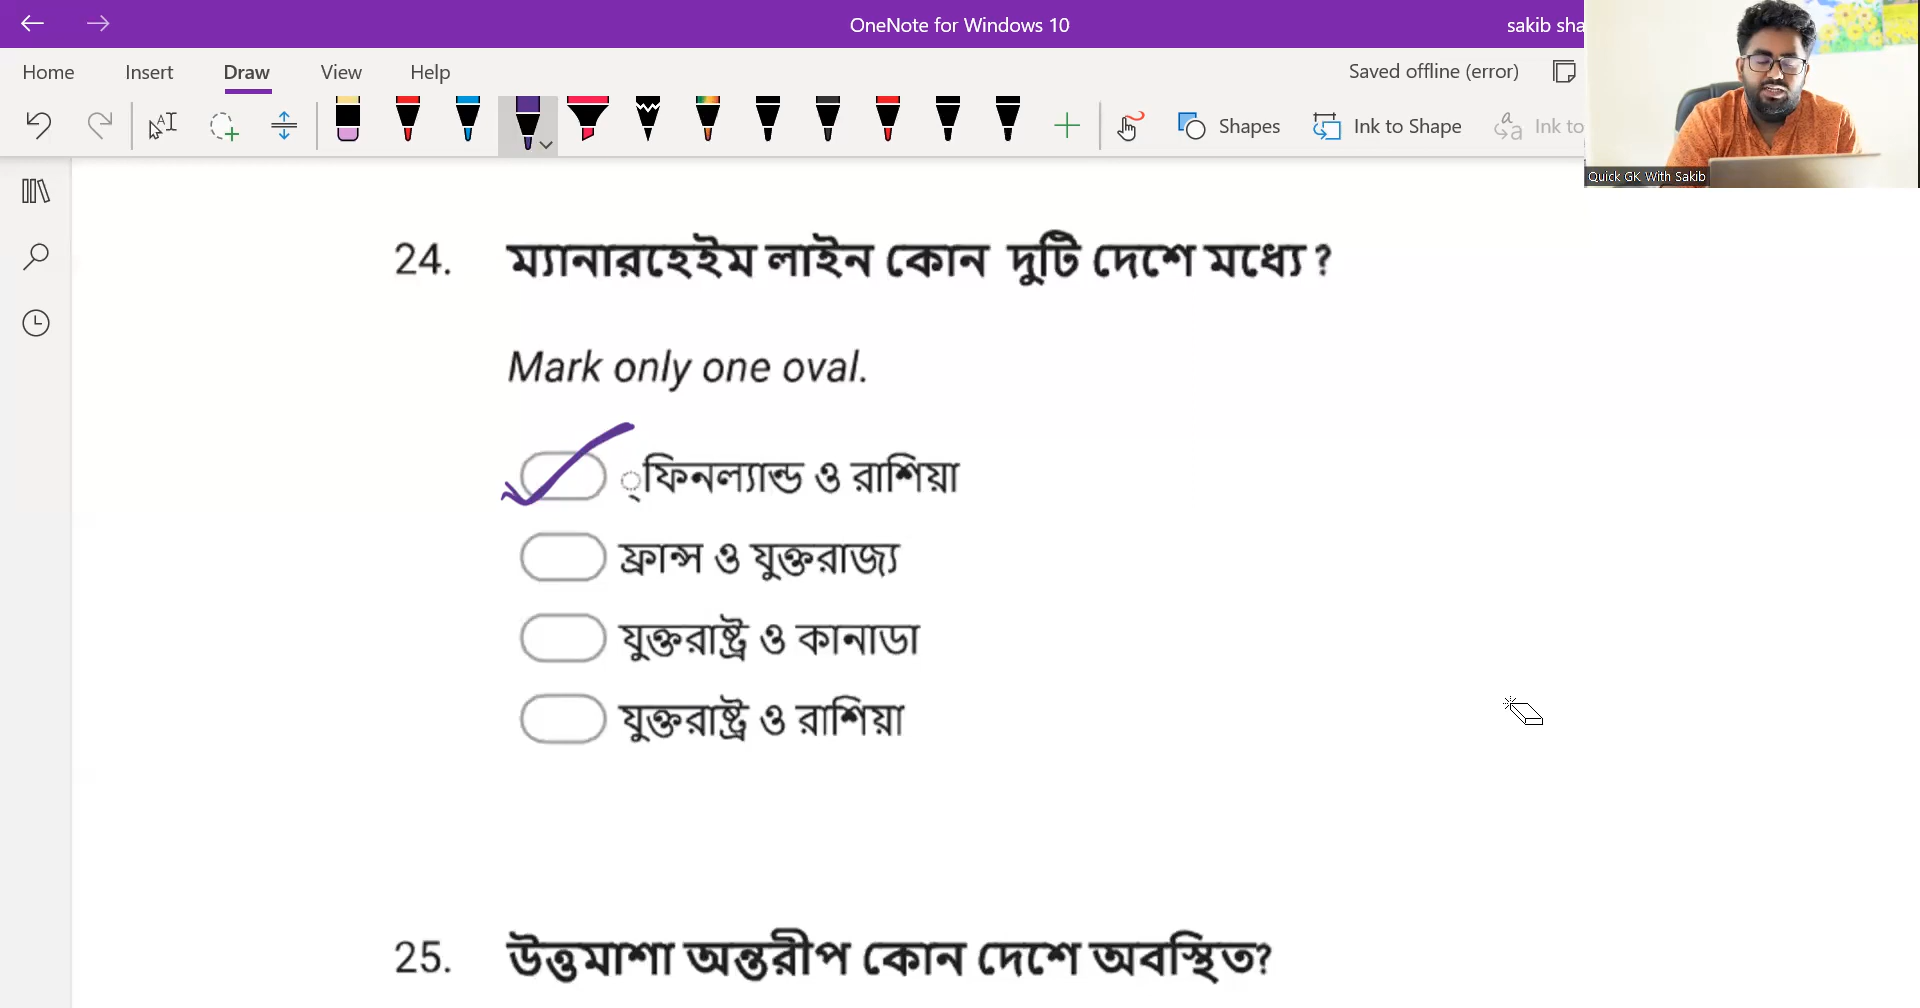 OneNote for Windows 10
sakib sha
Home Insert Draw View Help
Saved offline (error)
Shapes Ink to Shape Ink to
Quick GK With Sakib
24. ম্যানারহেইম লাইন কোন দুটি দেশে মধ্যে ?
Mark only one oval.
্ফিনল্যান্ড ও রাশিয়া
ফ্রান্স ও যুক্তরাজ্য
যুক্তরাষ্ট্র ও কানাডা
যুক্তরাষ্ট্র ও রাশিয়া
25. উত্তমাশা অন্তরীপ কোন দেশে অবস্থিত?